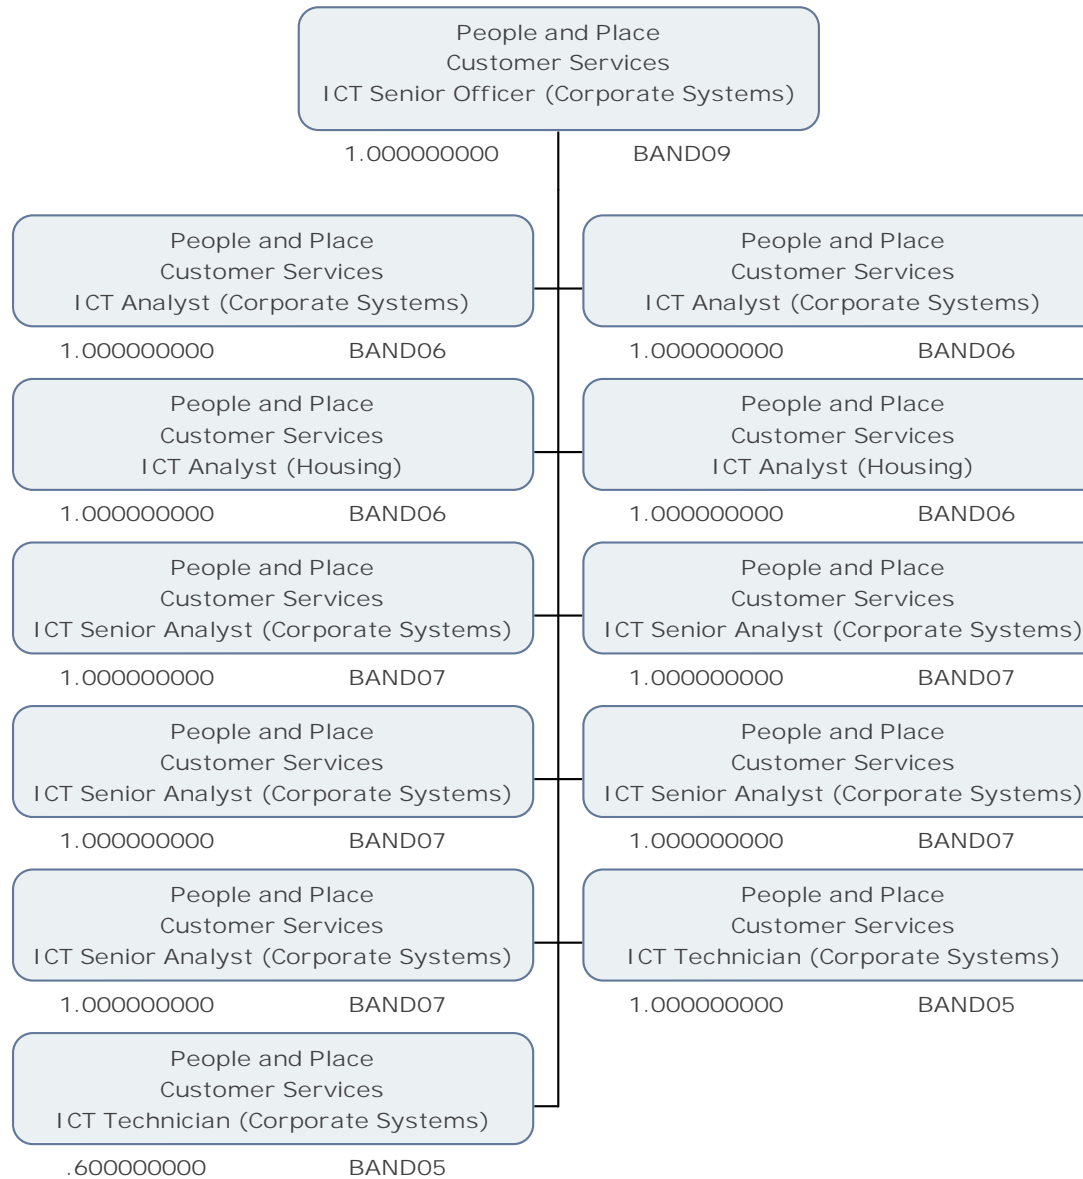 People and Place
Customer Services
ICT Senior Officer (Corporate Systems)
1.000000000 BAND09
People and Place
Customer Services
ICT Analyst (Corporate Systems)
1.000000000 BAND06
People and Place
Customer Services
ICT Analyst (Corporate Systems)
1.000000000 BAND06
People and Place
Customer Services
ICT Analyst (Housing)
1.000000000 BAND06
People and Place
Customer Services
ICT Analyst (Housing)
1.000000000 BAND06
People and Place
Customer Services
ICT Senior Analyst (Corporate Systems)
1.000000000 BAND07
People and Place
Customer Services
ICT Senior Analyst (Corporate Systems)
1.000000000 BAND07
People and Place
Customer Services
ICT Senior Analyst (Corporate Systems)
1.000000000 BAND07
People and Place
Customer Services
ICT Senior Analyst (Corporate Systems)
1.000000000 BAND07
People and Place
Customer Services
ICT Senior Analyst (Corporate Systems)
1.000000000 BAND07
People and Place
Customer Services
ICT Technician (Corporate Systems)
1.000000000 BAND05
People and Place
Customer Services
ICT Technician (Corporate Systems)
.600000000 BAND05